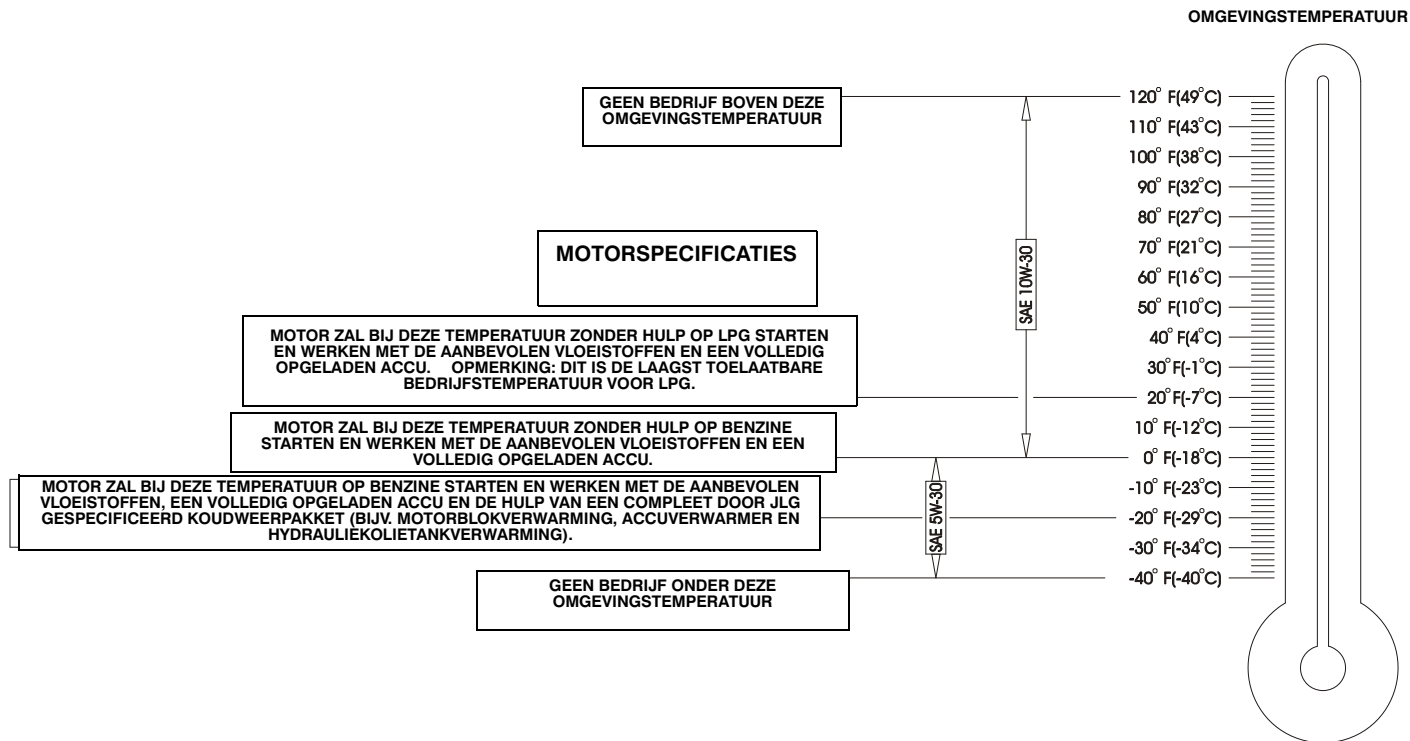 OMGEVINGSTEMPERATUUR
GEEN BEDRIJF BOVEN DEZE
OMGEVINGSTEMPERATUUR
120° F(49°C)
110° F(43°C)
100° F(38°C)
90° F(32°C)
80° F(27°C)
70° F(21°C)
60° F(16°C)
50° F(10°C)
40° F(4°C)
30° F(-1°C)
20° F(-7°C)
10° F(-12°C)
0° F(-18°C)
-10° F(-23°C)
-20° F(-29°C)
-30° F(-34°C)
-40° F(-40°C)
SAE 10W-30
SAE 5W-30
MOTORSPECIFICATIES
MOTOR ZAL BIJ DEZE TEMPERATUUR ZONDER HULP OP LPG STARTEN
EN WERKEN MET DE AANBEVOLEN VLOEISTOFFEN EN EEN VOLLEDIG
OPGELADEN ACCU. OPMERKING: DIT IS DE LAAGST TOELAATBARE
BEDRIJFSTEMPERATUUR VOOR LPG.
MOTOR ZAL BIJ DEZE TEMPERATUUR ZONDER HULP OP BENZINE
STARTEN EN WERKEN MET DE AANBEVOLEN VLOEISTOFFEN EN EEN
VOLLEDIG OPGELADEN ACCU.
MOTOR ZAL BIJ DEZE TEMPERATUUR OP BENZINE STARTEN EN WERKEN MET DE AANBEVOLEN
VLOEISTOFFEN, EEN VOLLEDIG OPGELADEN ACCU EN DE HULP VAN EEN COMPLEET DOOR JLG
GESPECIFICEERD KOUDWEERPAKKET (BIJV. MOTORBLOKVERWARMING, ACCUVERWARMER EN
HYDRAULIEKOLIETANKVERWARMING).
GEEN BEDRIJF ONDER DEZE
OMGEVINGSTEMPERATUUR